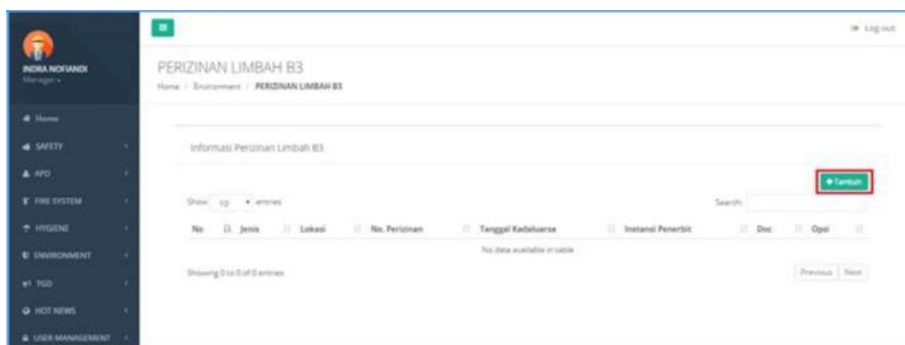 Log out
INDRA NOFIANDI
Manager
PERIZINAN LIMBAH B3
Home / Environment / PERIZINAN LIMBAH B3
Home
SAFETY
APD
FIRE SYSTEM
HYGIENE
ENVIRONMENT
TGD
HOT NEWS
USER MANAGEMENT
Informasi Perizinan Limbah B3
+ Tambah
Show 10 entries
Search:
No Jenis Lokasi No. Perizinan Tanggal Kadaluarsa Instansi Penerbit Doc Opsi
No data available in table
Showing 0 to 0 of 0 entries
Previous Next